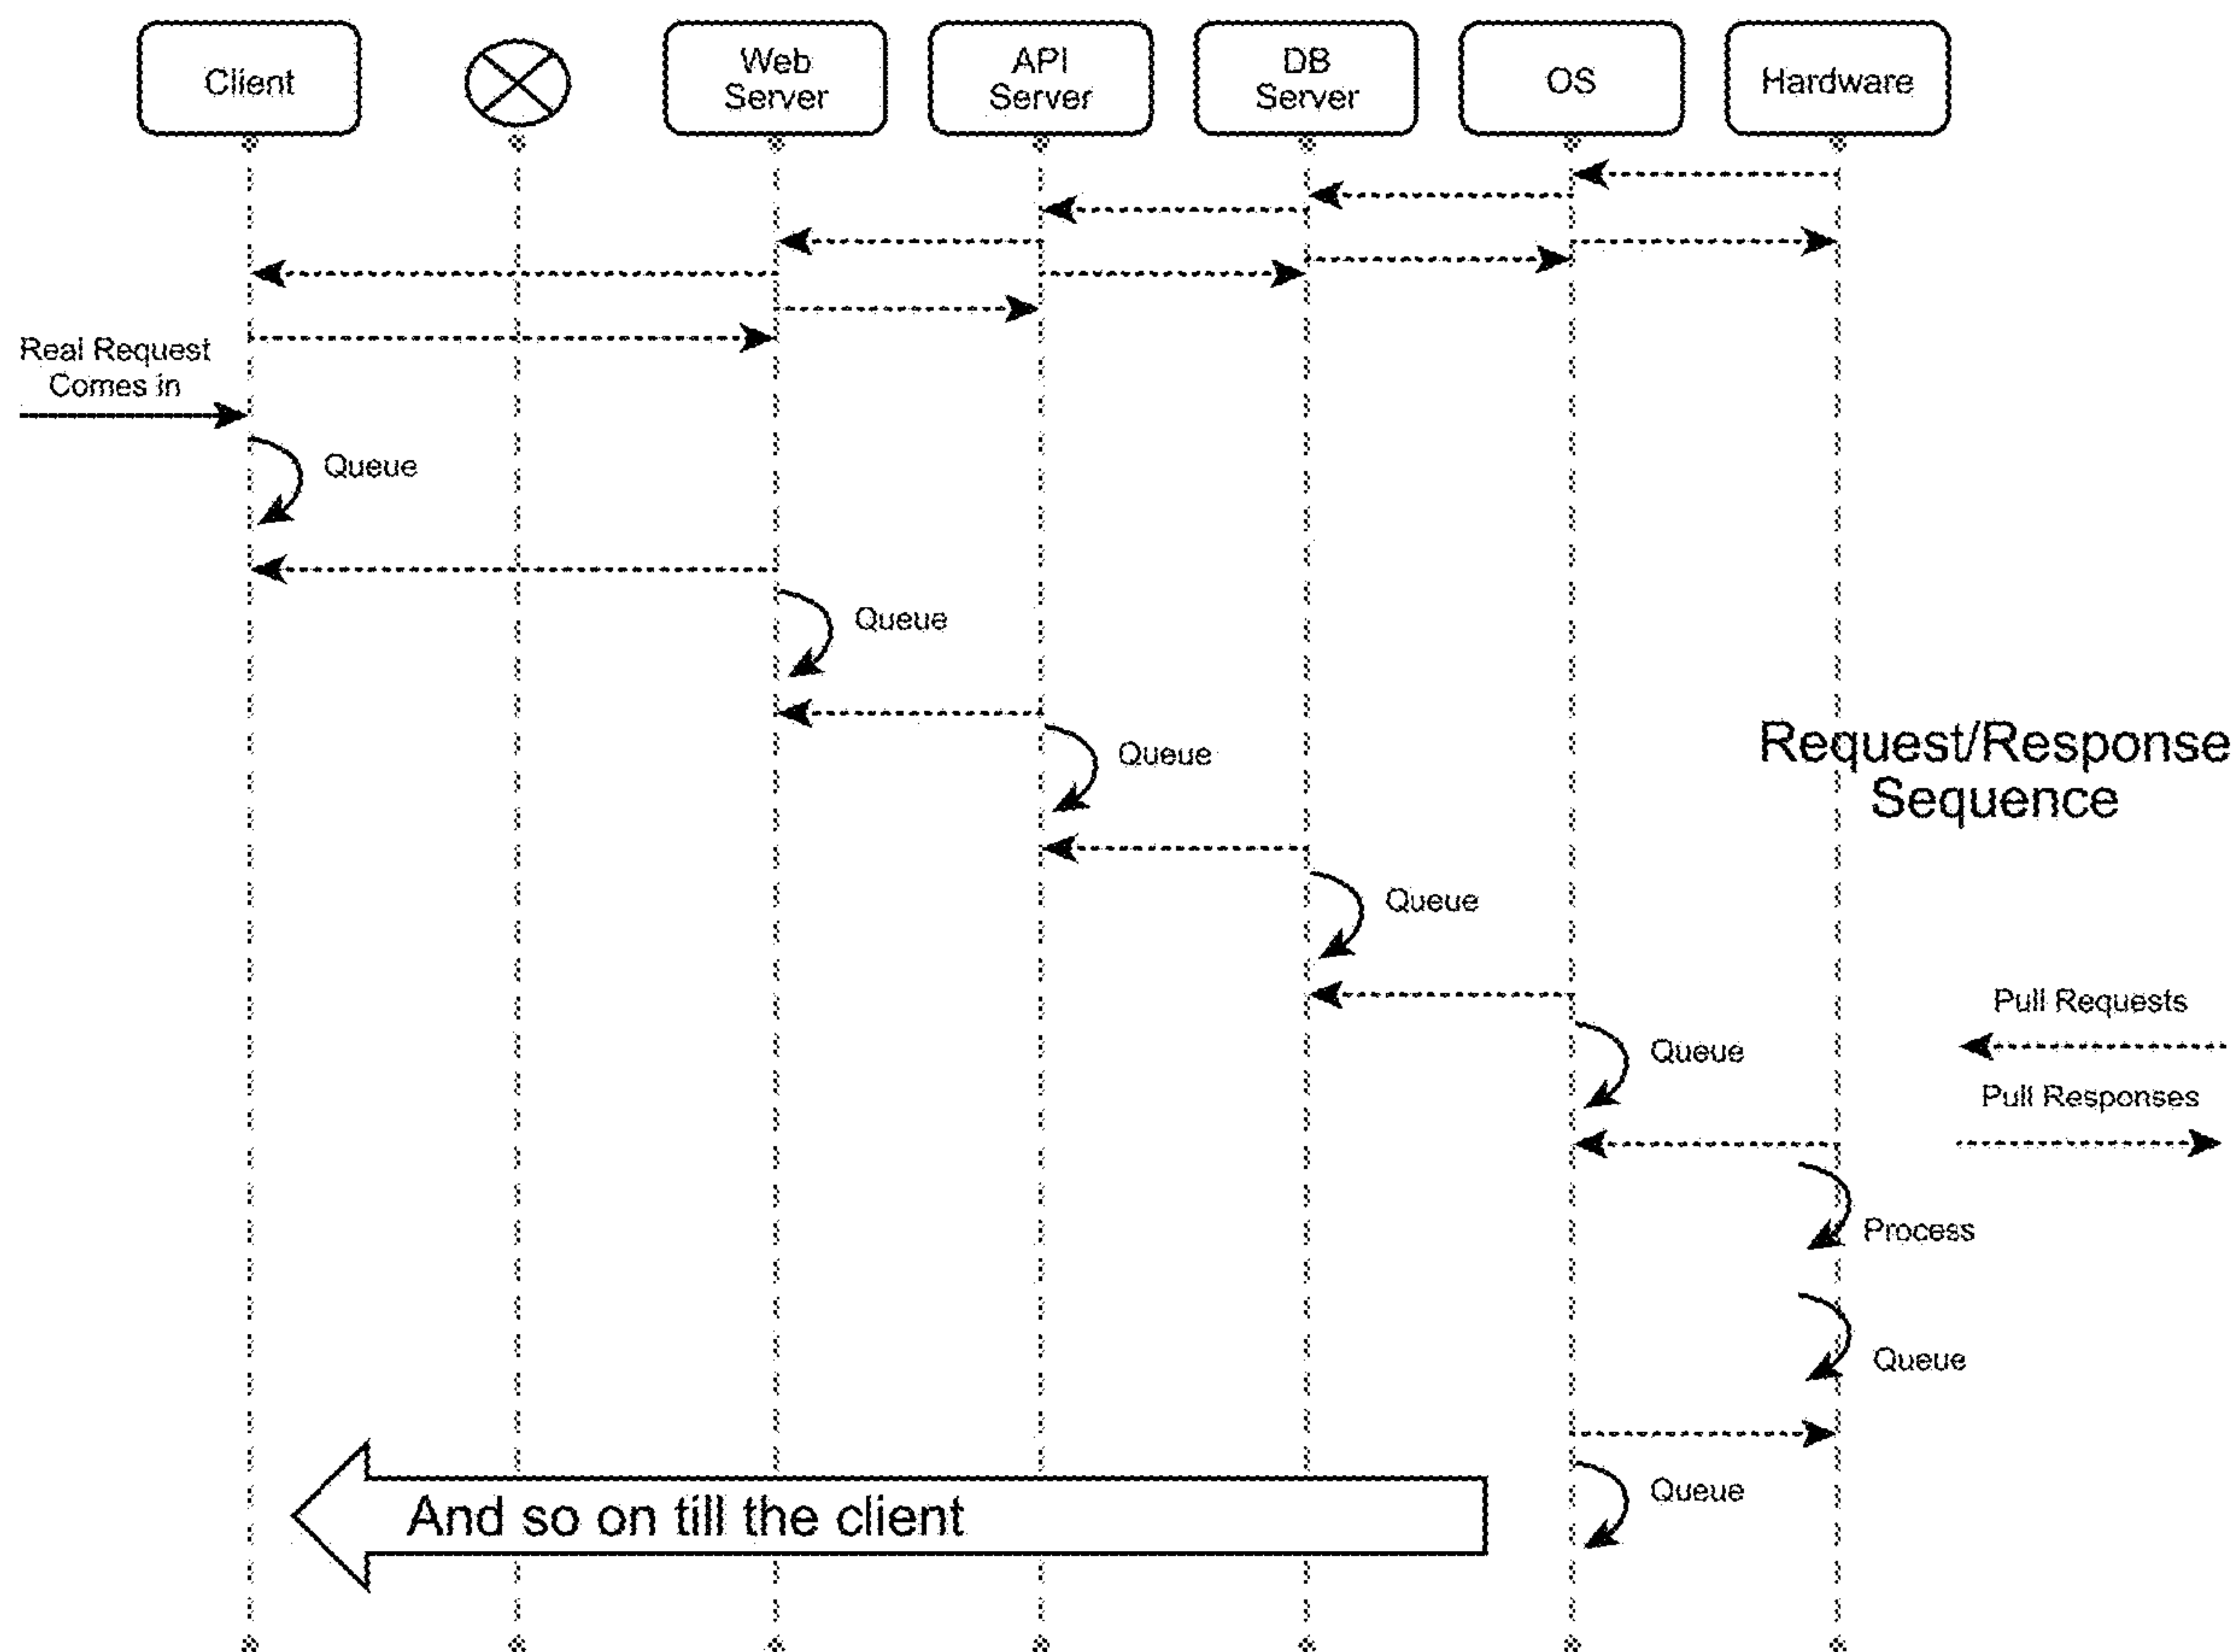 Client
Web
Server
API
Server
DB
Server
OS
Hardware
Real Request
Comes in
Queue
Queue
Queue
Request/Response
Sequence
Queue
Pull Requests
Queue
Pull Responses
Process
Queue
Queue
And so on till the client